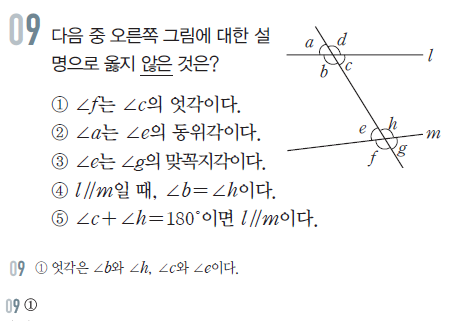 09 다음 중 오른쪽 그림에 대한 설
명으로 옳지 않은 것은?
① ∠f는 ∠c의 엇각이다.
② ∠a는 ∠e의 동위각이다.
③ ∠e는 ∠g의 맞꼭지각이다.
④ l//m일 때, ∠b=∠h이다.
⑤ ∠c+∠h=180°이면 l//m이다.
a d
l
b c
e h m
f g
09 ① 엇각은 ∠b와 ∠h, ∠c와 ∠e이다.
09 ①